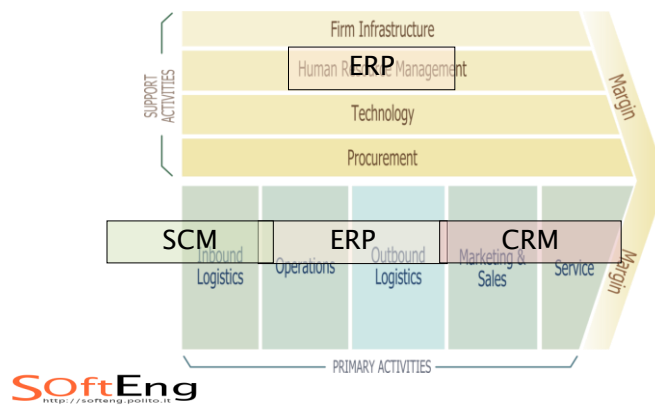 Firm Infrastructure
ERP
Human Resource Management
SUPPORT
ACTIVITIES
Technology
Procurement
Margin
SCM
ERP
CRM
Inbound
Logistics
Operations
Outbound
Logistics
Marketing &
Sales
Service
Margin
PRIMARY ACTIVITIES
SOftEng
http://softeng.polito.it